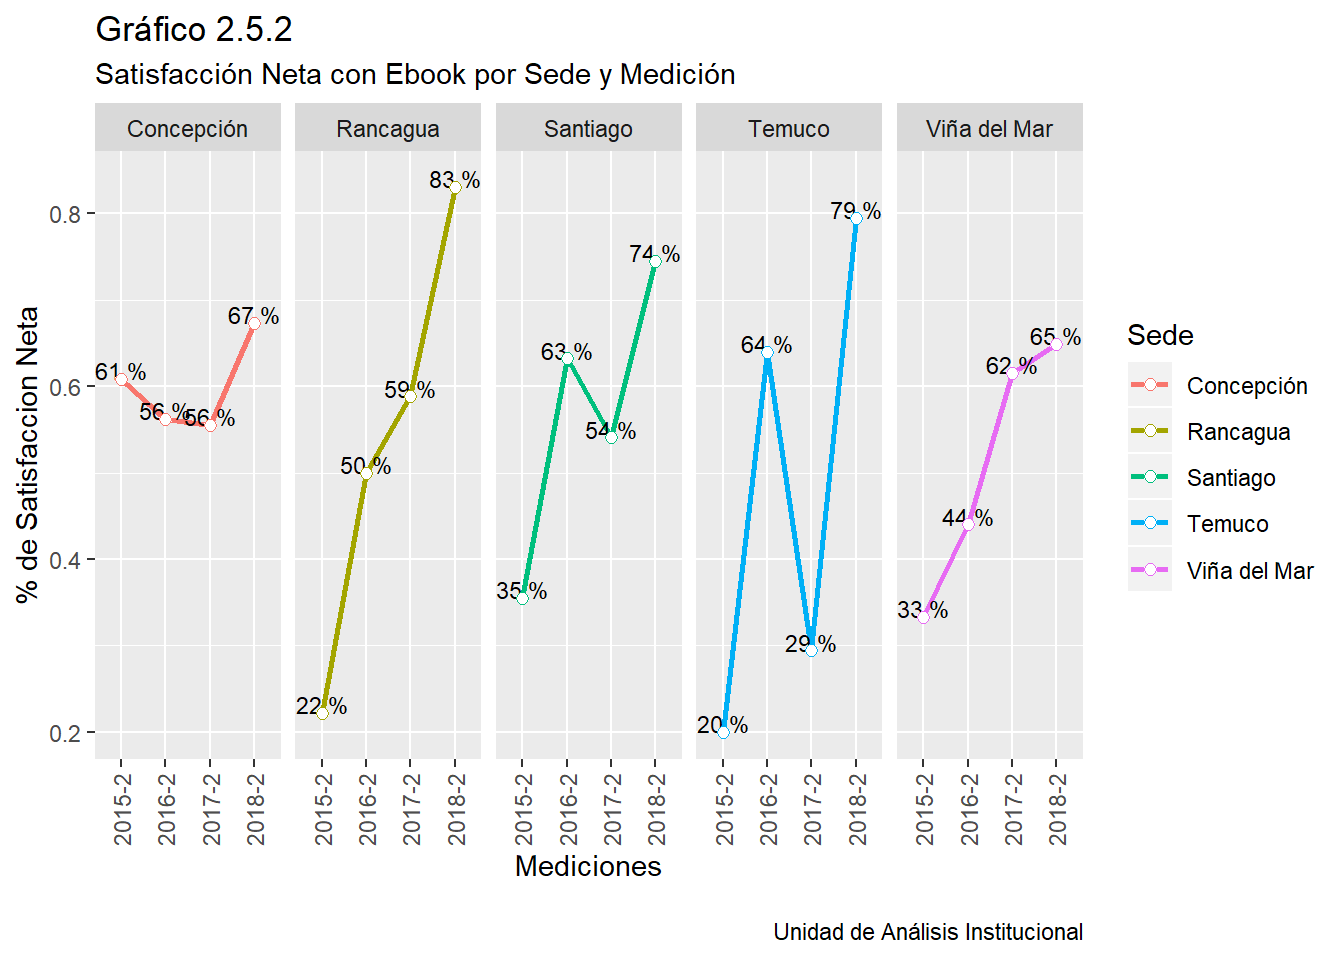 Gráfico 2.5.2
Satisfacción Neta con Ebook por Sede y Medición
Concepción Rancagua Santiago Temuco Viña del Mar
% de Satisfaccion Neta
0.8
0.6
0.4
0.2
61 % 56 % 56 % 67 %
22 % 50 % 59 % 83 %
35 % 63 % 54 % 74 %
20 % 64 % 29 % 79 %
33 % 44 % 62 % 65 %
2015-2 2016-2 2017-2 2018-2 2015-2 2016-2 2017-2 2018-2 2015-2 2016-2 2017-2 2018-2 2015-2 2016-2 2017-2 2018-2 2015-2 2016-2 2017-2 2018-2
Mediciones
Sede
Concepción
Rancagua
Santiago
Temuco
Viña del Mar
Unidad de Análisis Institucional